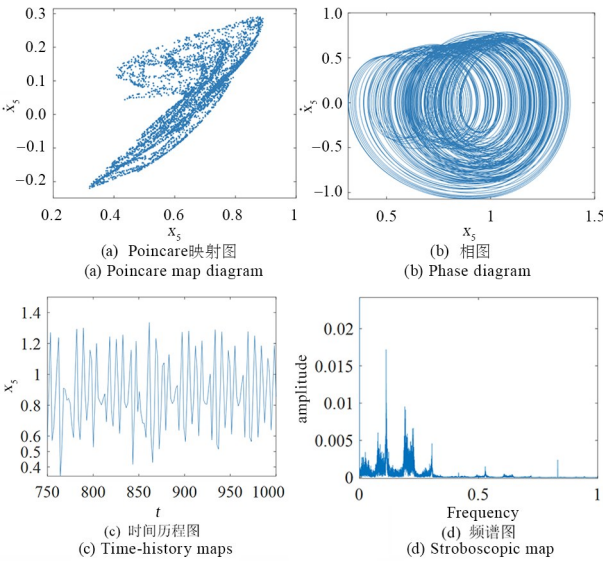 0.3
0.2
0.1
0.0
−0.1
−0.2
ẋ5
0.2 0.4 0.6 0.8 1
x5
(a) Poincare映射图
(a) Poincare map diagram
1.0
0.5
0.0
−0.5
−1.0
ẋ5
0.5 1 1.5
x5
(b) 相图
(b) Phase diagram
1.4
1.2
1
0.8
0.6
0.5
0.4
x5
750 800 850 900 950 1000
t
(c) 时间历程图
(c) Time-history maps
0.02
0.015
0.01
0.005
0
amplitude
0 0.5 1
Frequency
(d) 频谱图
(d) Stroboscopic map